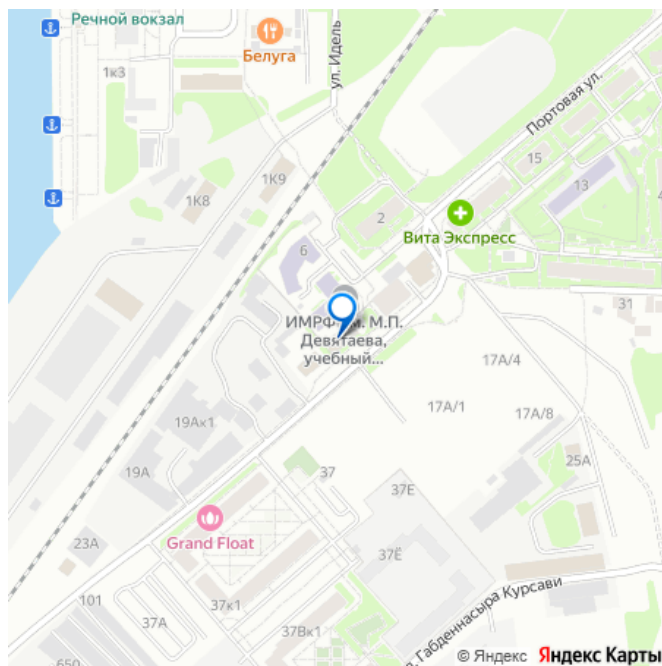 Речной вокзал
Белуга
1к3
ул. Идель
Портовая ул.
15
13
1К9
1К8
2
Вита Экспресс
6
31
ИМРФ им. М.П.
Девятаева,
учебный...
17А/4
17А/1
17А/8
19Ак1
19А
37
25А
37Е
Grand Float
23А
37Ё
101
37к1
37А
37Вк1
650
л. Габденнасыра Курсави
© Яндекс Яндекс Карты